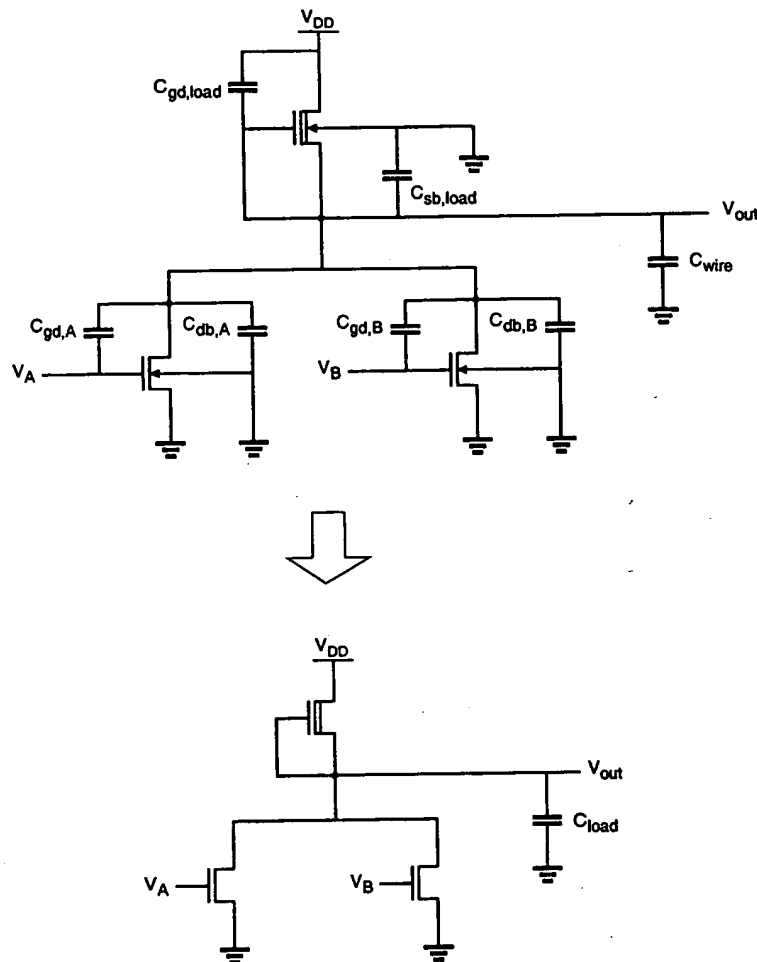 VDD
Cgd,load
Csb,load
Vout
Cwire
Cgd,A
Cdb,A
Cgd,B
Cdb,B
VA
VB
VDD
Vout
Cload
VA
VB